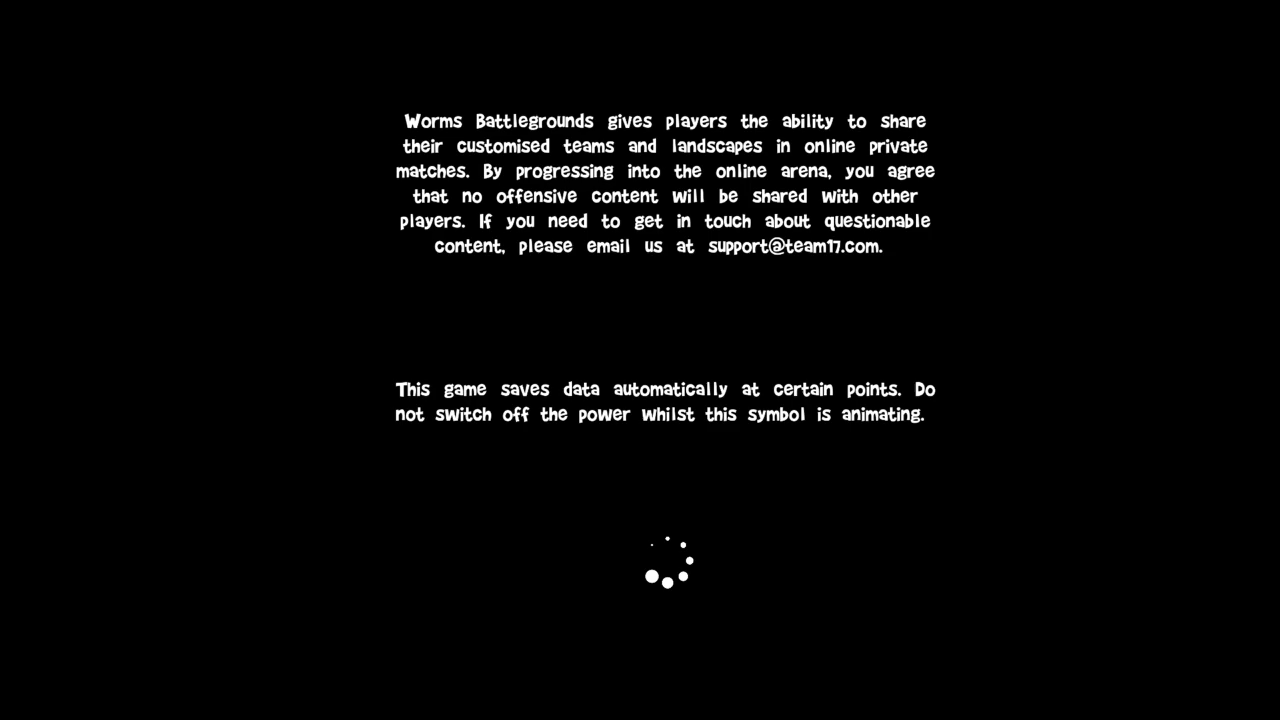 Worms Battlegrounds gives players the ability to share
their customised teams and landscapes in online private
matches. By progressing into the online arena, you agree
that no offensive content will be shared with other
players. If you need to get in touch about questionable
content, please email us at support@team17.com.
This game saves data automatically at certain points. Do
not switch off the power whilst this symbol is animating.